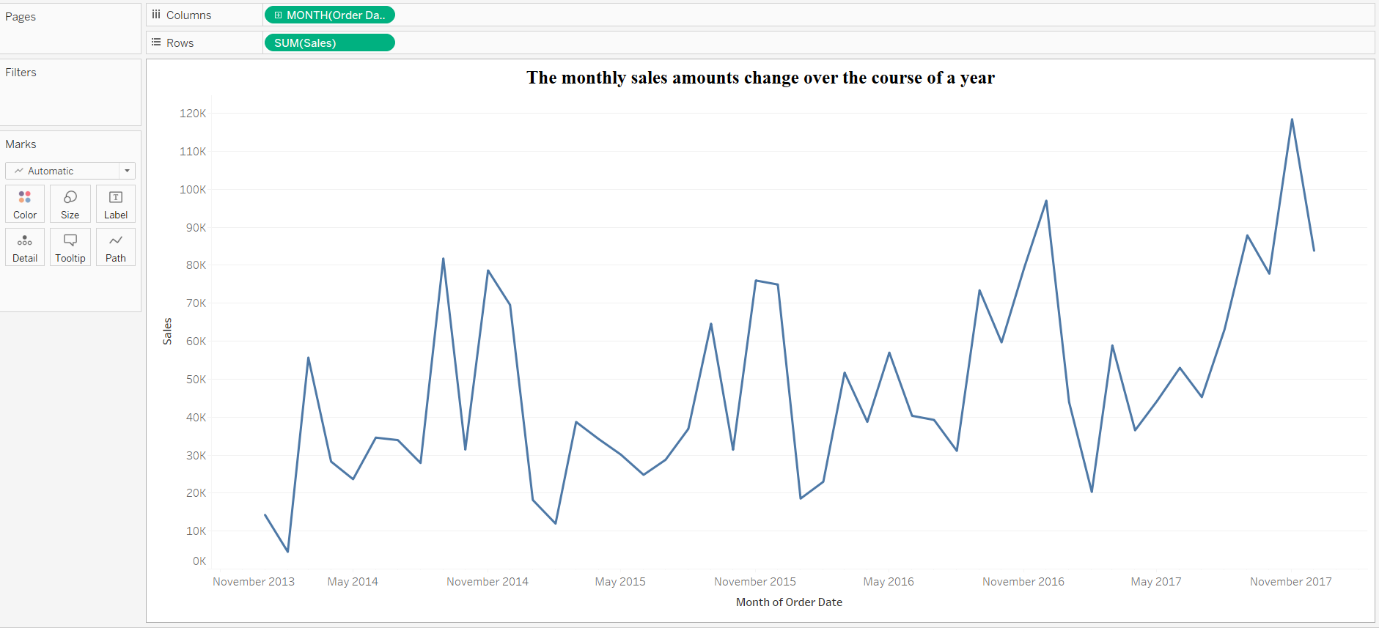 Pages
Columns
MONTH(Order Da..
Rows
SUM(Sales)
Filters
Marks
Automatic
Color
Size
Label
Detail
Tooltip
Path
The monthly sales amounts change over the course of a year
120K
110K
100K
90K
80K
70K
60K
50K
40K
30K
20K
10K
0K
Sales
November 2013 May 2014 November 2014 May 2015 November 2015 May 2016 November 2016 May 2017 November 2017
Month of Order Date